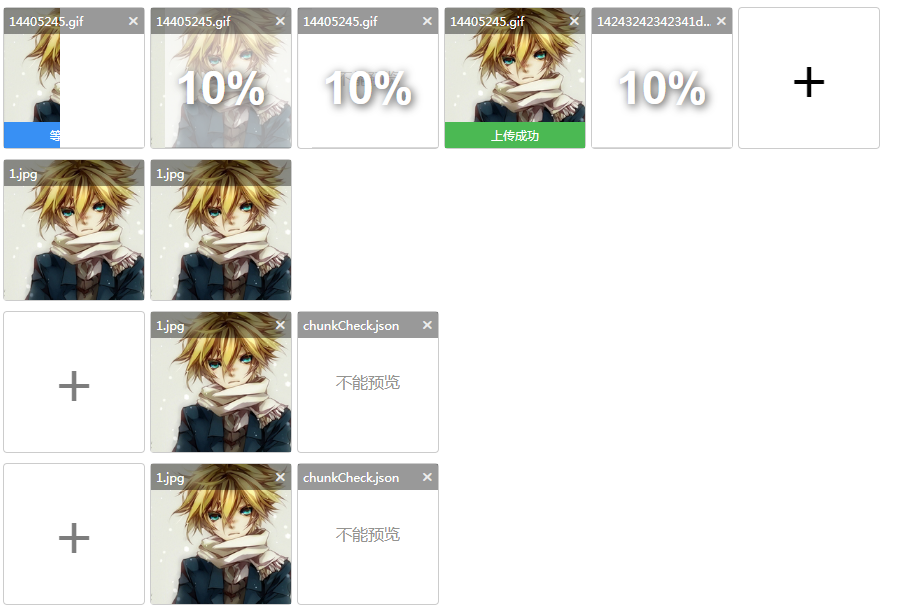 14405245.gif ×
14405245.gif ×
14405245.gif ×
14405245.gif ×
14243242342341d... ×
等
10%
10%
上传成功
10%
+
1.jpg
1.jpg
+
1.jpg ×
chunkCheck.json ×
不能预览
+
1.jpg ×
chunkCheck.json ×
不能预览